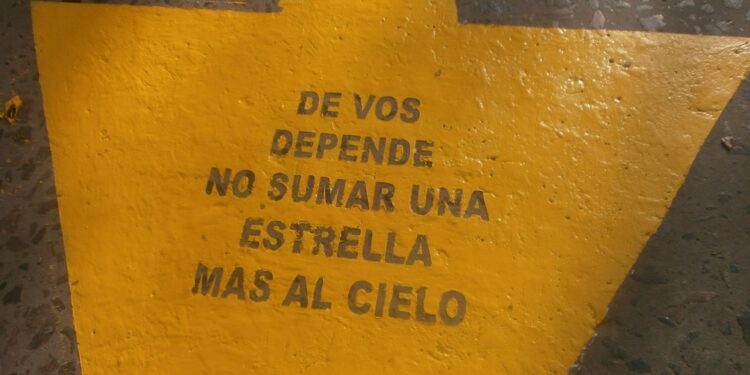 DE VOS
DEPENDE
NO SUMAR UNA
ESTRELLA
MAS AL CIELO